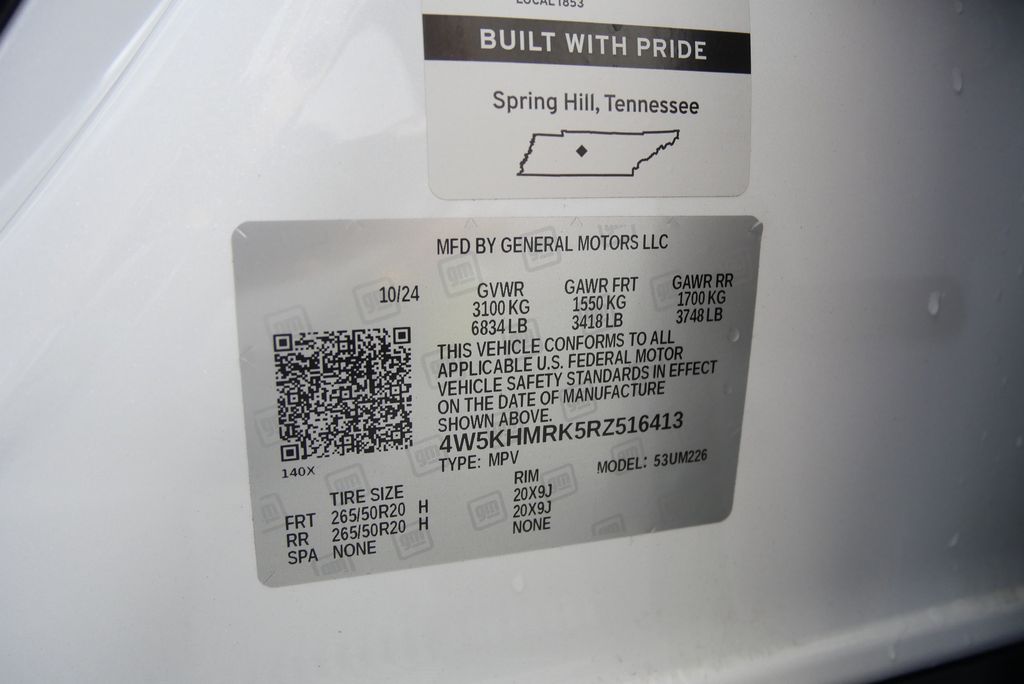 LOCAL 1853
BUILT WITH PRIDE
Spring Hill, Tennessee
MFD BY GENERAL MOTORS LLC
10/24
GVWR GAWR FRT GAWR RR
3100 KG 1550 KG 1700 KG
6834 LB 3418 LB 3748 LB
THIS VEHICLE CONFORMS TO ALL
APPLICABLE U.S. FEDERAL MOTOR
VEHICLE SAFETY STANDARDS IN EFFECT
ON THE DATE OF MANUFACTURE
SHOWN ABOVE.
4W5KHMRK5RZ516413
140X
TYPE: MPV MODEL: 53UM226
TIRE SIZE RIM
FRT 265/50R20 H 20X9J
RR 265/50R20 H 20X9J
SPA NONE NONE